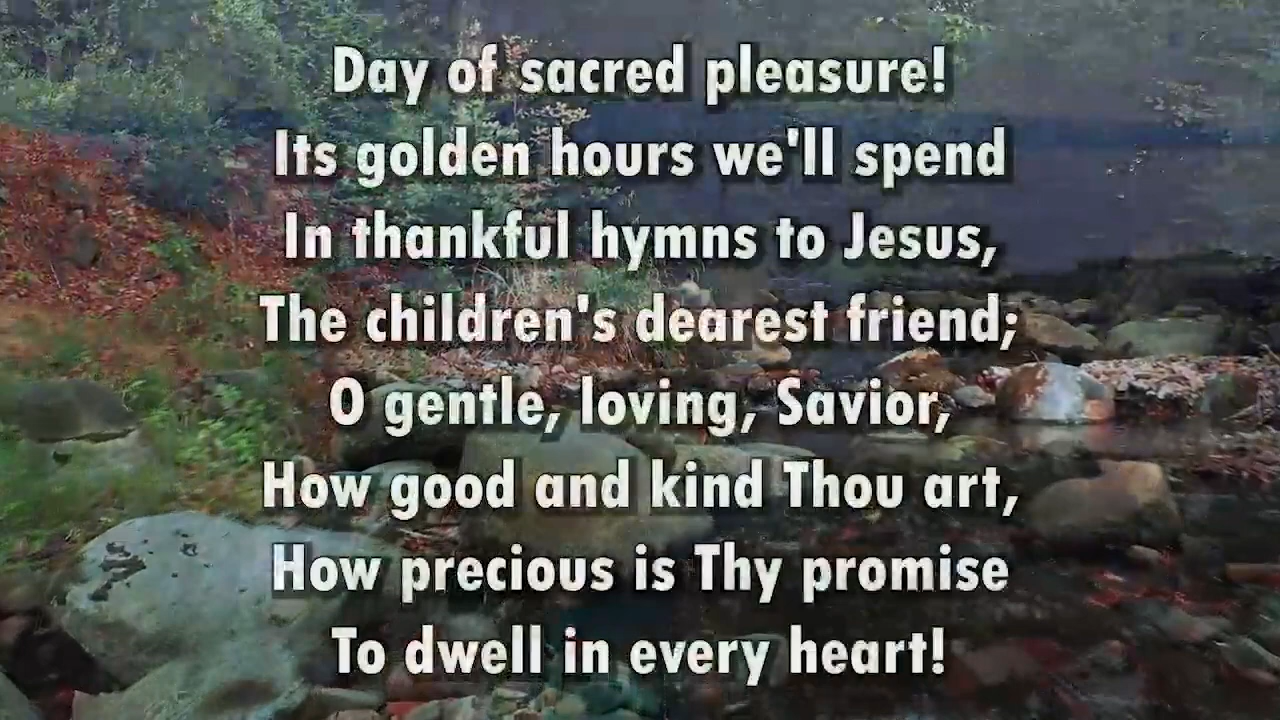 Day of sacred pleasure!
Its golden hours we'll spend
In thankful hymns to Jesus,
The children's dearest friend;
O gentle, loving, Savior,
How good and kind Thou art,
How precious is Thy promise
To dwell in every heart!